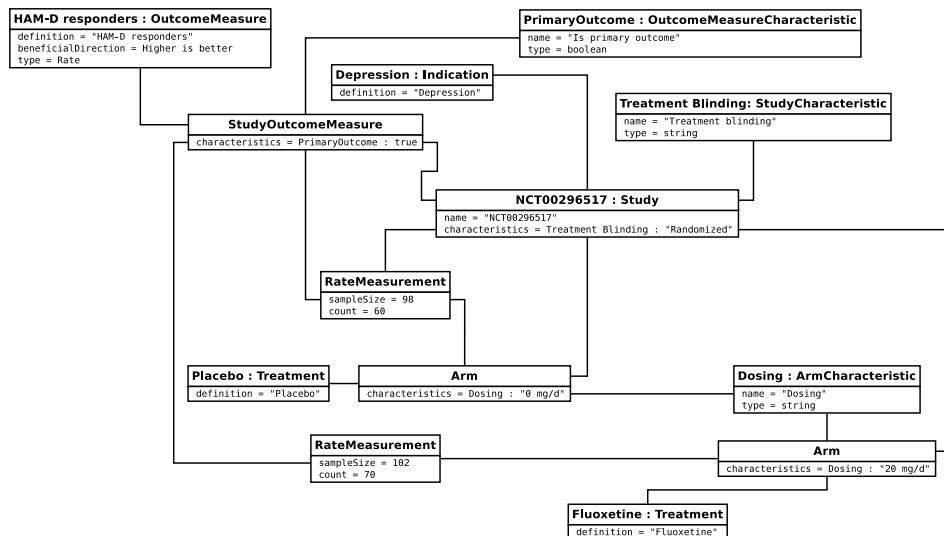 HAM-D responders : OutcomeMeasure
definition = "HAM-D responders"
beneficialDirection = Higher is better
type = Rate
PrimaryOutcome : OutcomeMeasureCharacteristic
name = "Is primary outcome"
type = boolean
Depression : Indication
definition = "Depression"
Treatment Blinding: StudyCharacteristic
name = "Treatment blinding"
type = string
StudyOutcomeMeasure
characteristics = PrimaryOutcome : true
NCT00296517 : Study
name = "NCT00296517"
characteristics = Treatment Blinding : "Randomized"
RateMeasurement
sampleSize = 98
count = 60
Placebo : Treatment
definition = "Placebo"
Arm
characteristics = Dosing : "0 mg/d"
Dosing : ArmCharacteristic
name = "Dosing"
type = string
RateMeasurement
sampleSize = 102
count = 70
Arm
characteristics = Dosing : "20 mg/d"
Fluoxetine : Treatment
definition = "Fluoxetine"